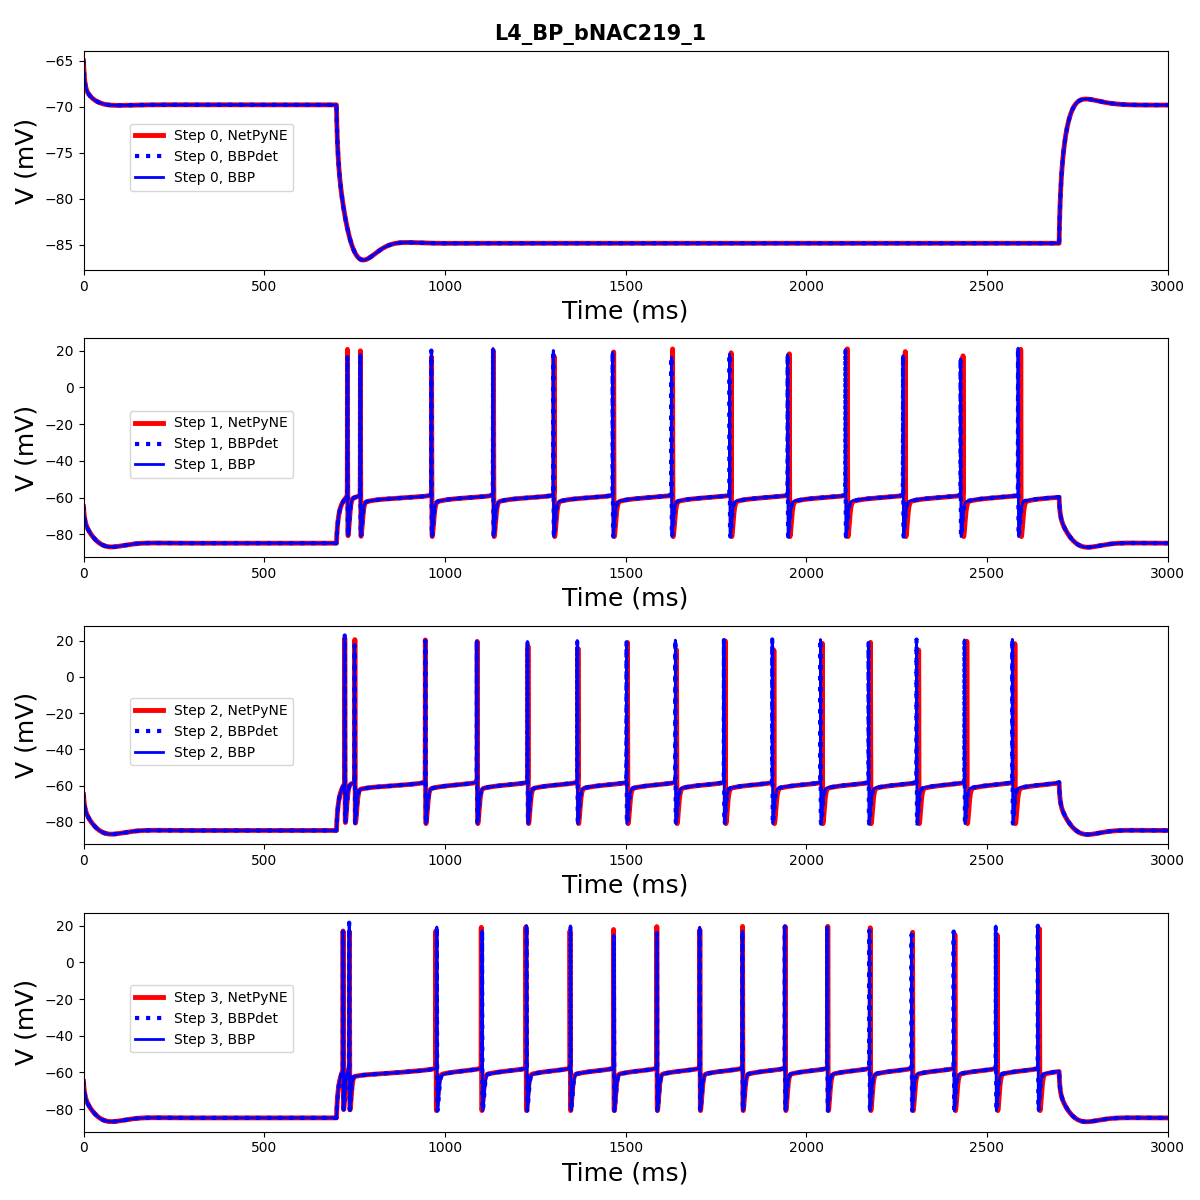 L4_BP_bNAC219_1
−65
−70
−75
−80
−85
V (mV)
Step 0, NetPyNE
Step 0, BBPdet
Step 0, BBP
0 500 1000 1500 2000 2500 3000
Time (ms)
20
0
−20
−40
−60
−80
V (mV)
Step 1, NetPyNE
Step 1, BBPdet
Step 1, BBP
0 500 1000 1500 2000 2500 3000
Time (ms)
20
0
−20
−40
−60
−80
V (mV)
Step 2, NetPyNE
Step 2, BBPdet
Step 2, BBP
0 500 1000 1500 2000 2500 3000
Time (ms)
20
0
−20
−40
−60
−80
V (mV)
Step 3, NetPyNE
Step 3, BBPdet
Step 3, BBP
0 500 1000 1500 2000 2500 3000
Time (ms)